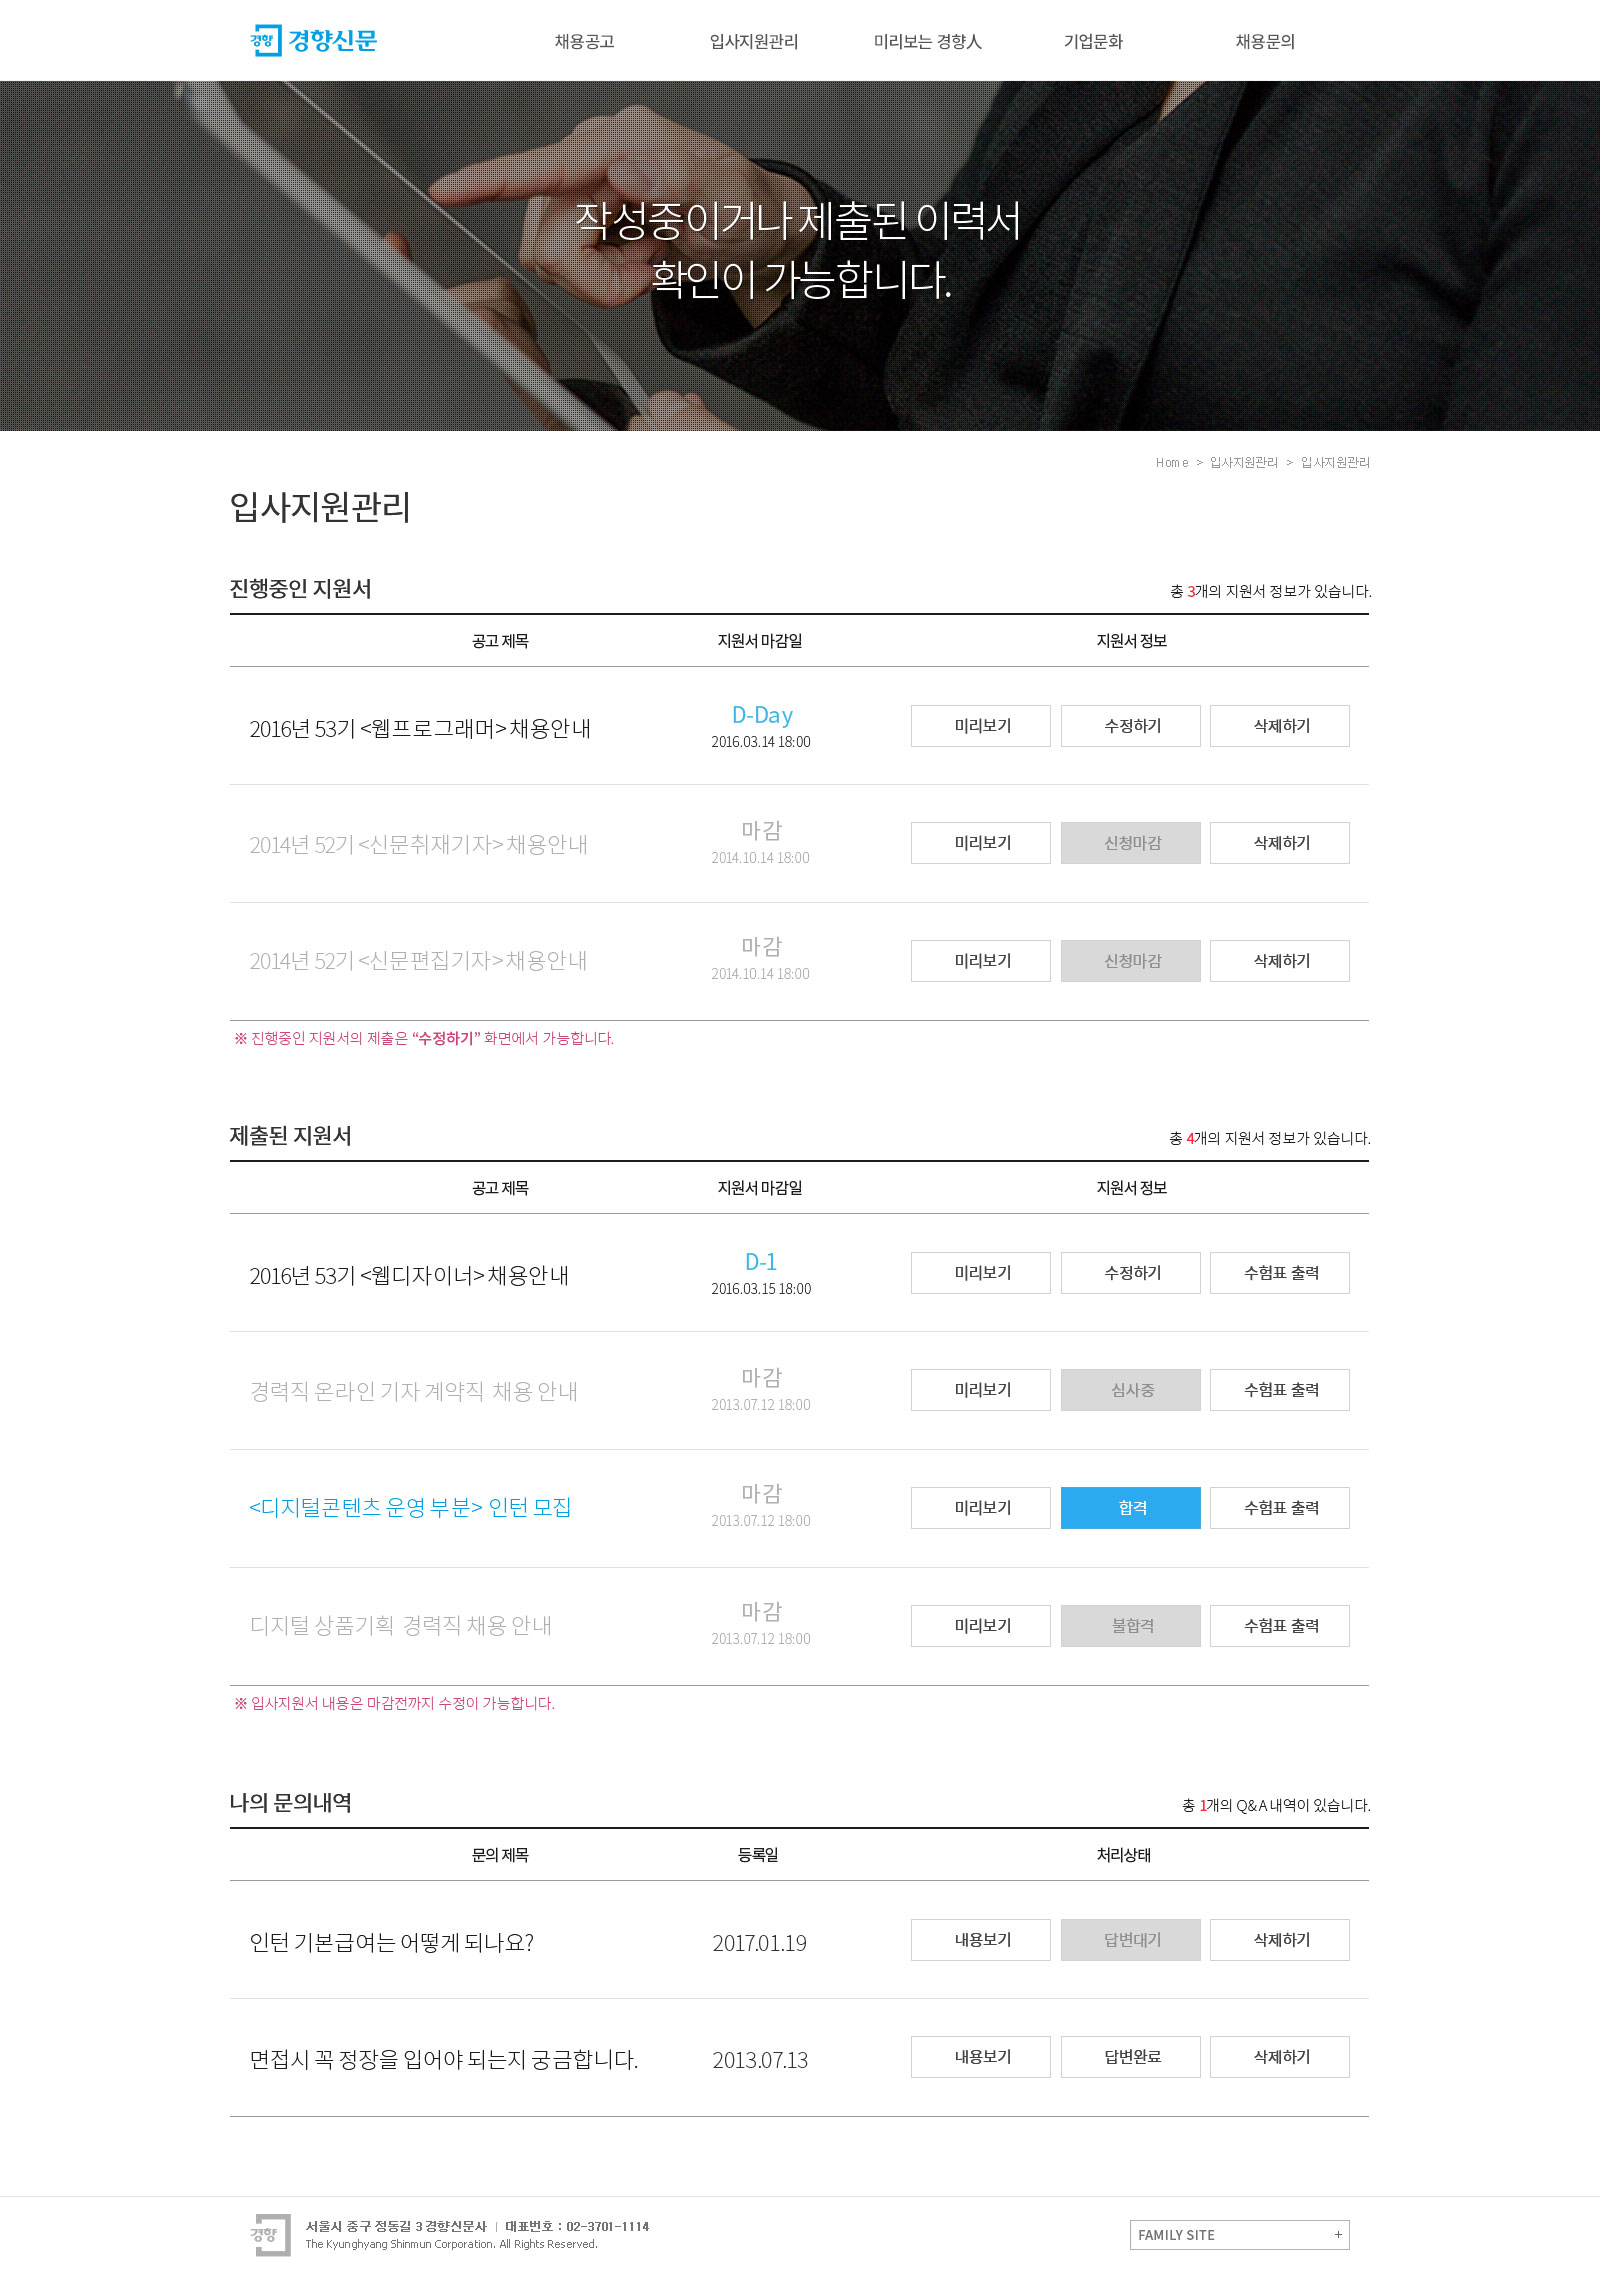 경향 경향신문
채용공고 입사지원관리 미리보는 경향人 기업문화 채용문의
작성중이거나 제출된 이력서
확인이 가능합니다.
Home > 입사지원관리 > 입사지원관리
입사지원관리
진행중인 지원서
총 3개의 지원서 정보가 있습니다.
공고 제목 지원서 마감일 지원서 정보
2016년 53기 <웹프로그래머> 채용안내
D-Day
2016.03.14 18:00
미리보기 수정하기 삭제하기
2014년 52기 <신문취재기자> 채용안내
마감
2014.10.14 18:00
미리보기 신청마감 삭제하기
2014년 52기 <신문편집기자> 채용안내
마감
2014.10.14 18:00
미리보기 신청마감 삭제하기
※ 진행중인 지원서의 제출은 “수정하기” 화면에서 가능합니다.
제출된 지원서
총 4개의 지원서 정보가 있습니다.
공고 제목 지원서 마감일 지원서 정보
2016년 53기 <웹디자이너> 채용안내
D-1
2016.03.15 18:00
미리보기 수정하기 수험표 출력
경력직 온라인 기자 계약직 채용 안내
마감
2013.07.12 18:00
미리보기 심사중 수험표 출력
<디지털콘텐츠 운영 부분> 인턴 모집
마감
2013.07.12 18:00
미리보기 합격 수험표 출력
디지털 상품기획 경력직 채용 안내
마감
2013.07.12 18:00
미리보기 불합격 수험표 출력
※ 입사지원서 내용은 마감전까지 수정이 가능합니다.
나의 문의내역
총 1개의 Q&A 내역이 있습니다.
문의 제목 등록일 처리상태
인턴 기본급여는 어떻게 되나요?
2017.01.19
내용보기 답변대기 삭제하기
면접시 꼭 정장을 입어야 되는지 궁금합니다.
2013.07.13
내용보기 답변완료 삭제하기
경향
서울시 중구 정동길 3 경향신문사 | 대표번호 : 02-3701-1114
The Kyunghyang Shinmun Corporation. All Rights Reserved.
FAMILY SITE +